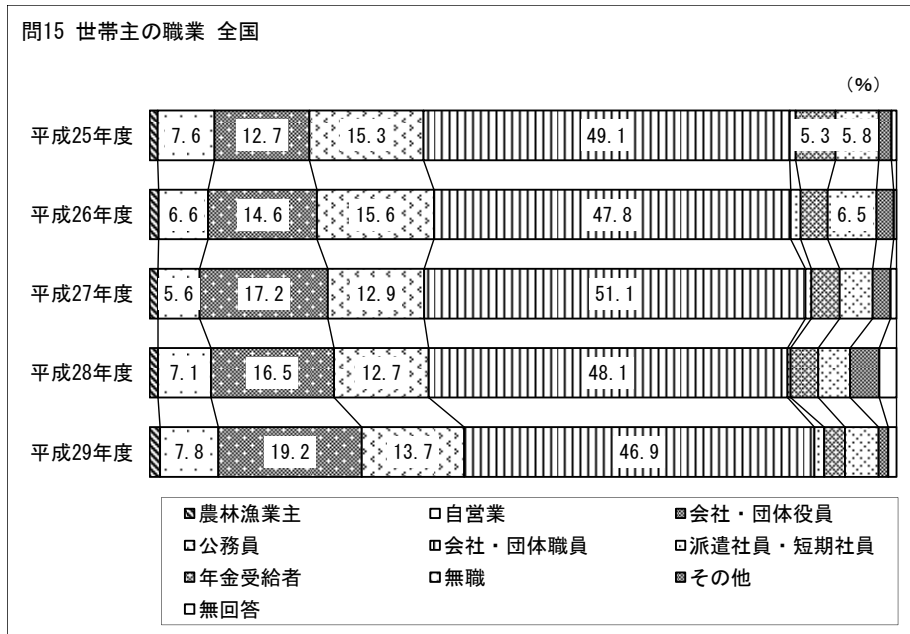 問15 世帯主の職業 全国
（%）
平成25年度 7.6 12.7 15.3 49.1 5.3 5.8
平成26年度 6.6 14.6 15.6 47.8 6.5
平成27年度 5.6 17.2 12.9 51.1
平成28年度 7.1 16.5 12.7 48.1
平成29年度 7.8 19.2 13.7 46.9
農林漁業主 自営業 会社・団体役員
公務員 会社・団体職員 派遣社員・短期社員
年金受給者 無職 その他
無回答